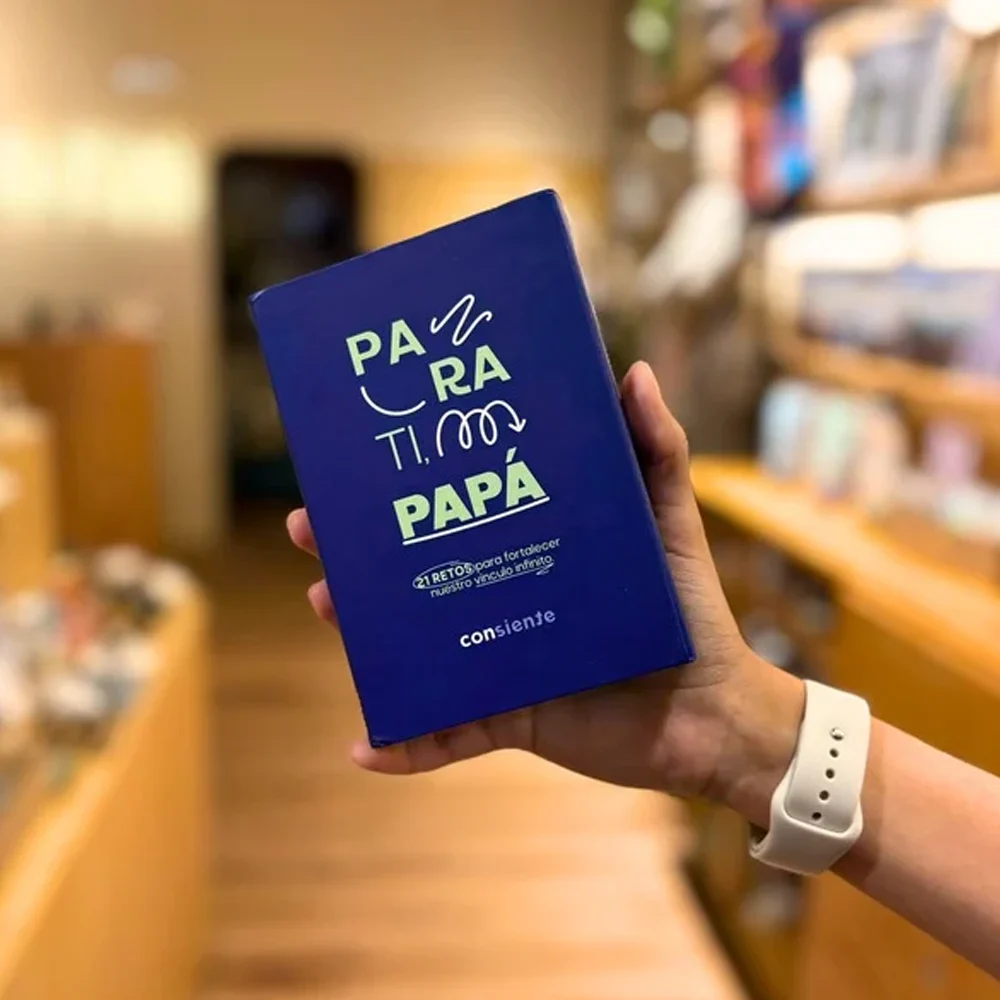 PA
RA
TI,
PAPÁ
21 RETOS para fortalecer
nuestro vínculo infinito.
consiente